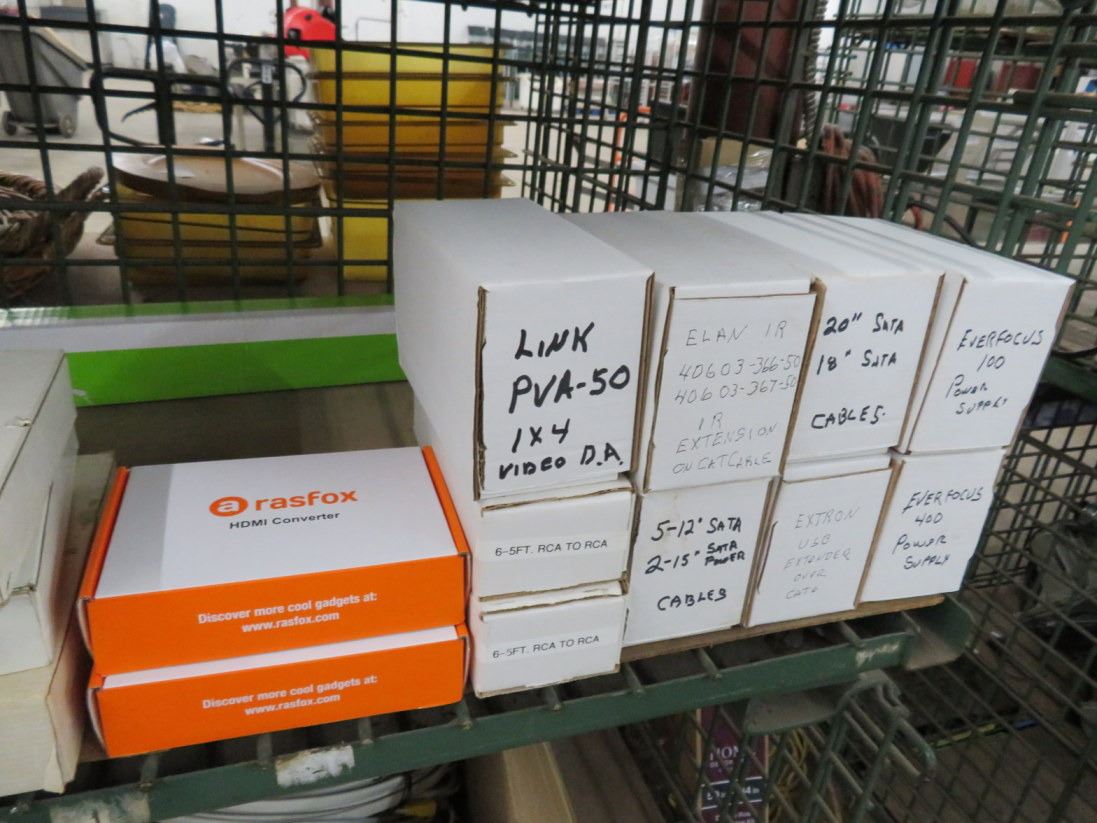 LINK
PVA-50
1X4
VIDEO D.A.
ELAN IR
40603-366-50
40603-367-50
IR
EXTENSION
ON CAT CABLE
20" SATA
18" SATA
CABLES
EVERFOCUS
100
POWER
SUPPLY
arasfox
HDMI Converter
Discover more cool gadgets at:
www.rasfox.com
Discover more cool gadgets at:
www.rasfox.com
6-5FT. RCA TO RCA
6-5FT. RCA TO RCA
5-12" SATA
2-15" SATA POWER
CABLES
EXTRON
USB
EXTENDER
OVER
CAT6
EVERFOCUS
400
POWER
SUPPLY